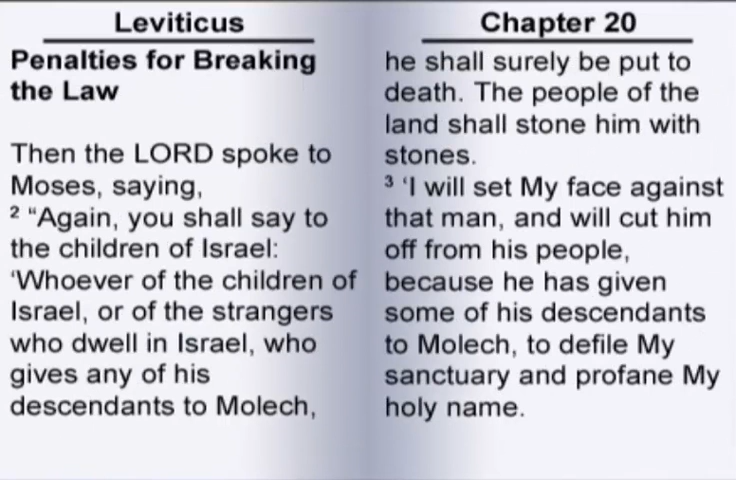 Leviticus
Penalties for Breaking
the Law
Then the LORD spoke to
Moses, saying,
² "Again, you shall say to
the children of Israel:
‘Whoever of the children of
Israel, or of the strangers
who dwell in Israel, who
gives any of his
descendants to Molech,
Chapter 20
he shall surely be put to
death. The people of the
land shall stone him with
stones.
³ ‘I will set My face against
that man, and will cut him
off from his people,
because he has given
some of his descendants
to Molech, to defile My
sanctuary and profane My
holy name.